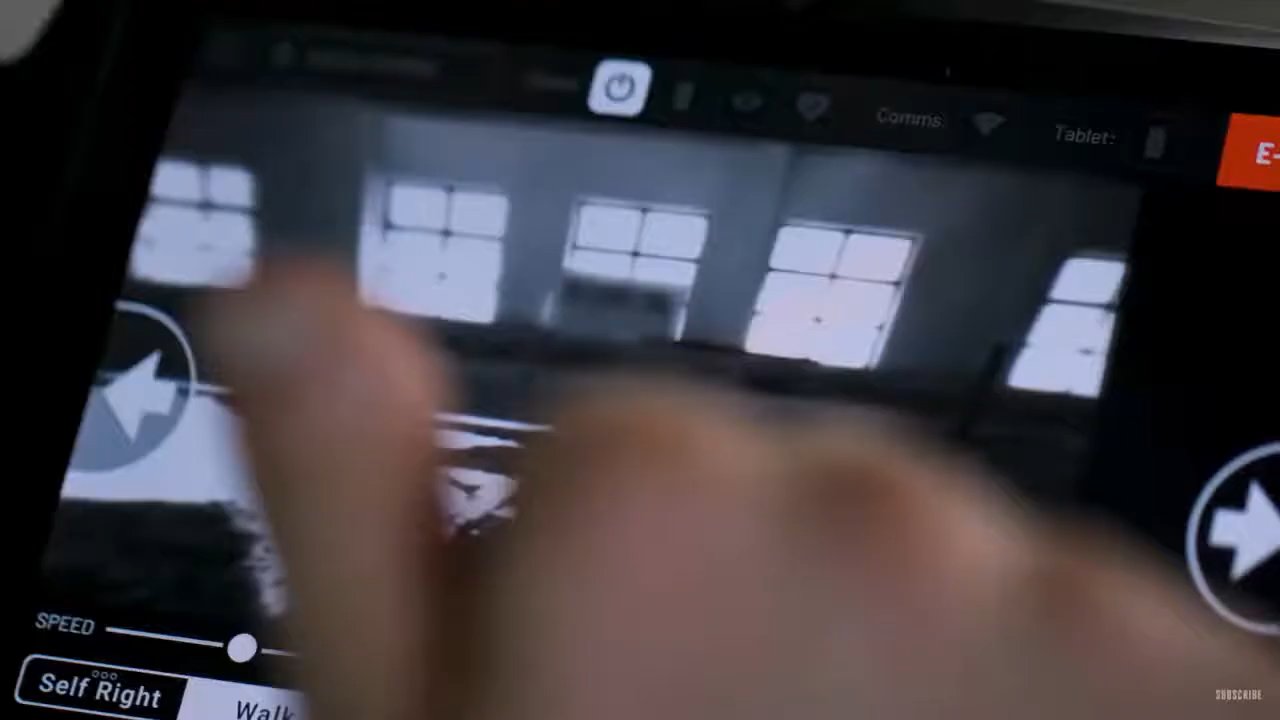 Comms:
Tablet:
E-
SPEED
Self Right
Walk
SUBSCRIBE